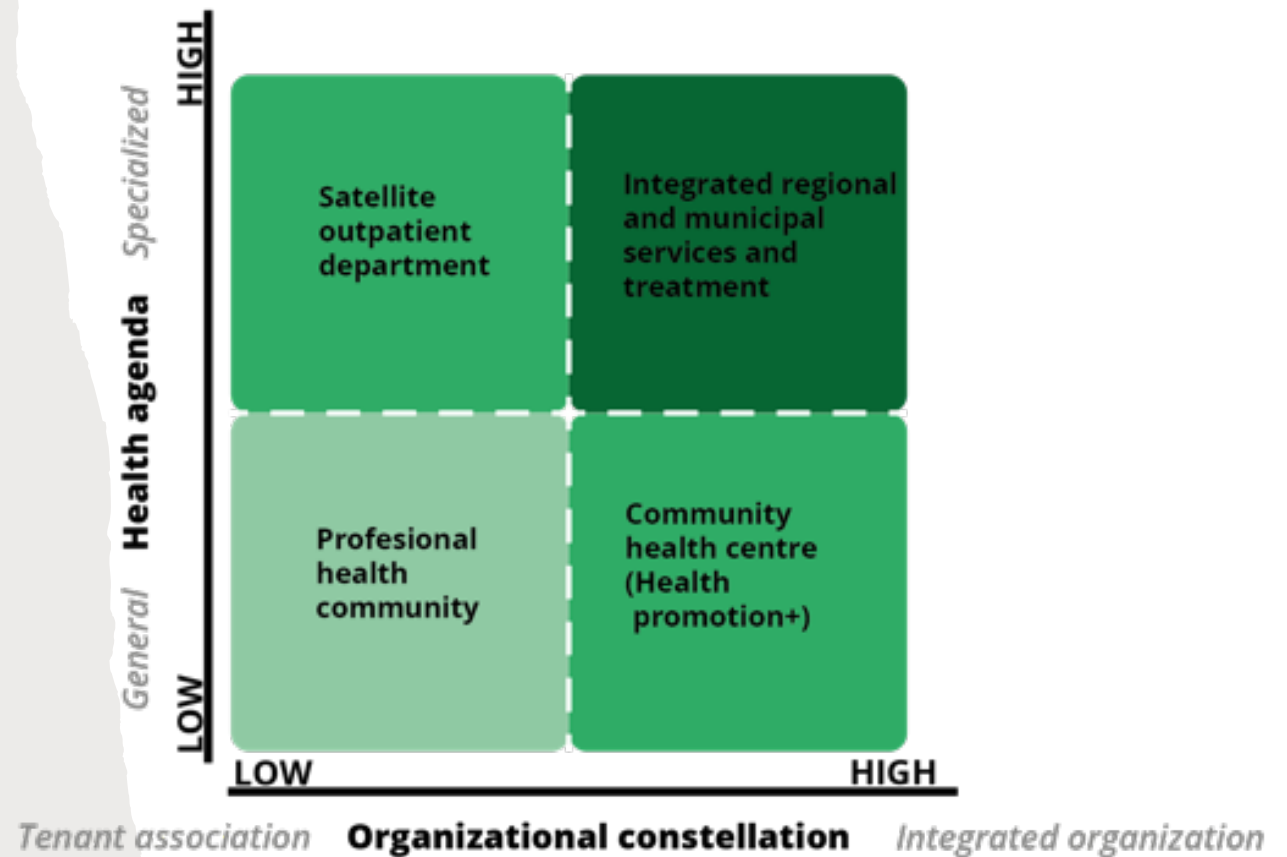 HIGH
Specialized
Health agenda
General
LOW
Satellite
outpatient
department
Integrated regional
and municipal
services and
treatment
Profesional
health
community
Community
health centre
(Health
promotion+)
LOW
HIGH
Tenant association
Organizational constellation
Integrated organization